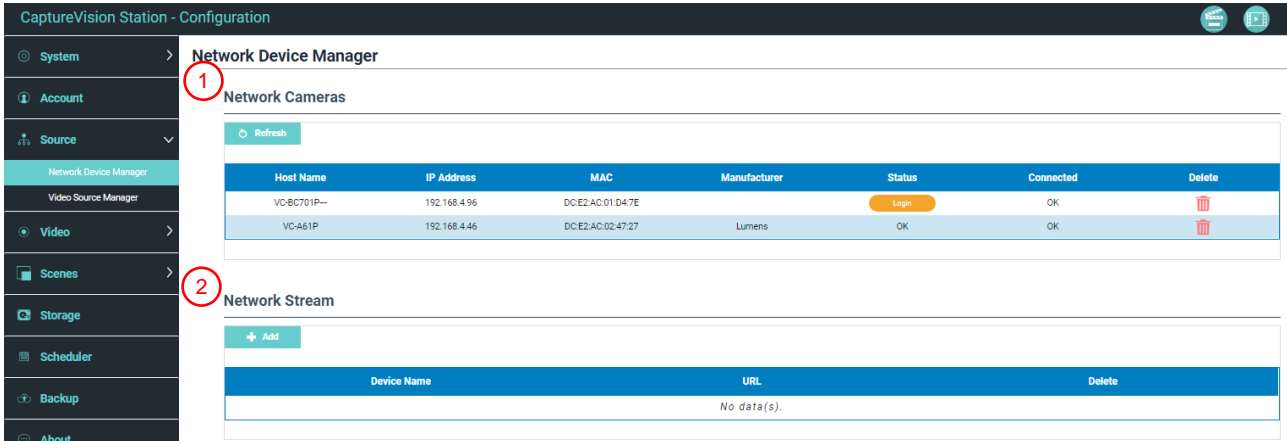 CaptureVision Station - Configuration
System
Account
Source
Network Device Manager
Video Source Manager
Video
Scenes
Storage
Scheduler
Backup
About
Network Device Manager
1
Network Cameras
Refresh
Host Name IP Address MAC Manufacturer Status Connected Delete
VC-BC701P--- 192.168.4.96 DC:E2:AC:01:D4:7E Login OK
VC-A61P 192.168.4.46 DC:E2:AC:02:47:27 Lumens OK OK
2
Network Stream
Add
Device Name URL Delete
No data(s).